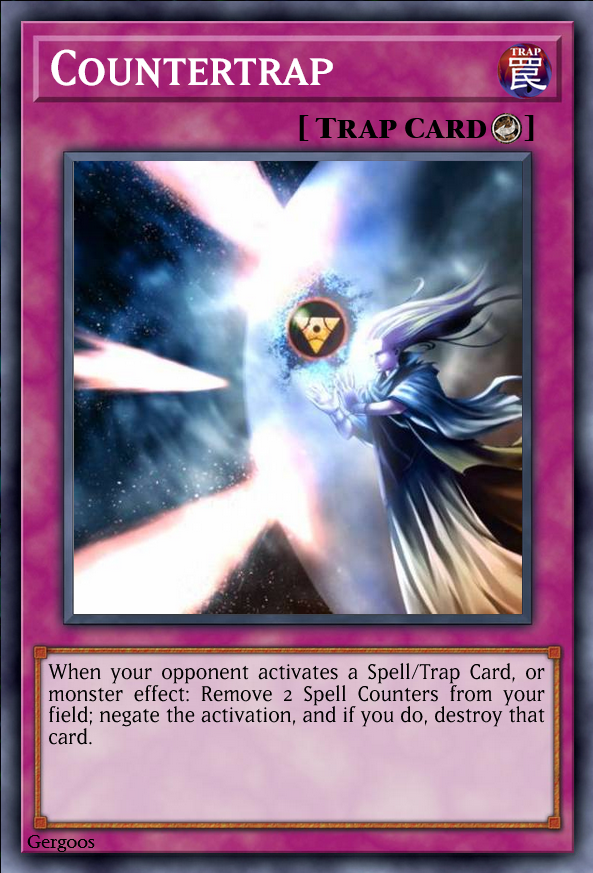 Countertrap
TRAP
罠
[ Trap Card ]
When your opponent activates a Spell/Trap Card, or
monster effect: Remove 2 Spell Counters from your
field; negate the activation, and if you do, destroy that
card.
Gergoos